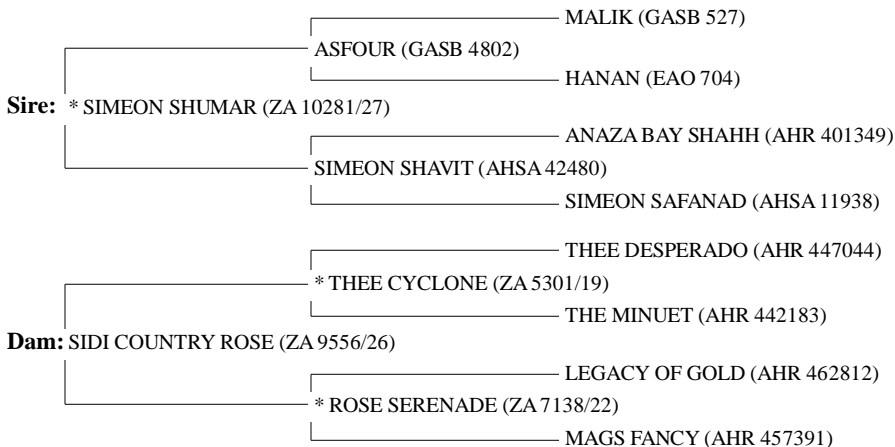 MALIK (GASB 527)
ASFOUR (GASB 4802)
HANAN (EAO 704)
Sire: * SIMEON SHUMAR (ZA 10281/27)
ANAZA BAY SHAHH (AHR 401349)
SIMEON SHAVIT (AHSA 42480)
SIMEON SAFANAD (AHSA 11938)
THEE DESPERADO (AHR 447044)
* THEE CYCLONE (ZA 5301/19)
THE MINUET (AHR 442183)
Dam: SIDI COUNTRY ROSE (ZA 9556/26)
LEGACY OF GOLD (AHR 462812)
* ROSE SERENADE (ZA 7138/22)
MAGS FANCY (AHR 457391)